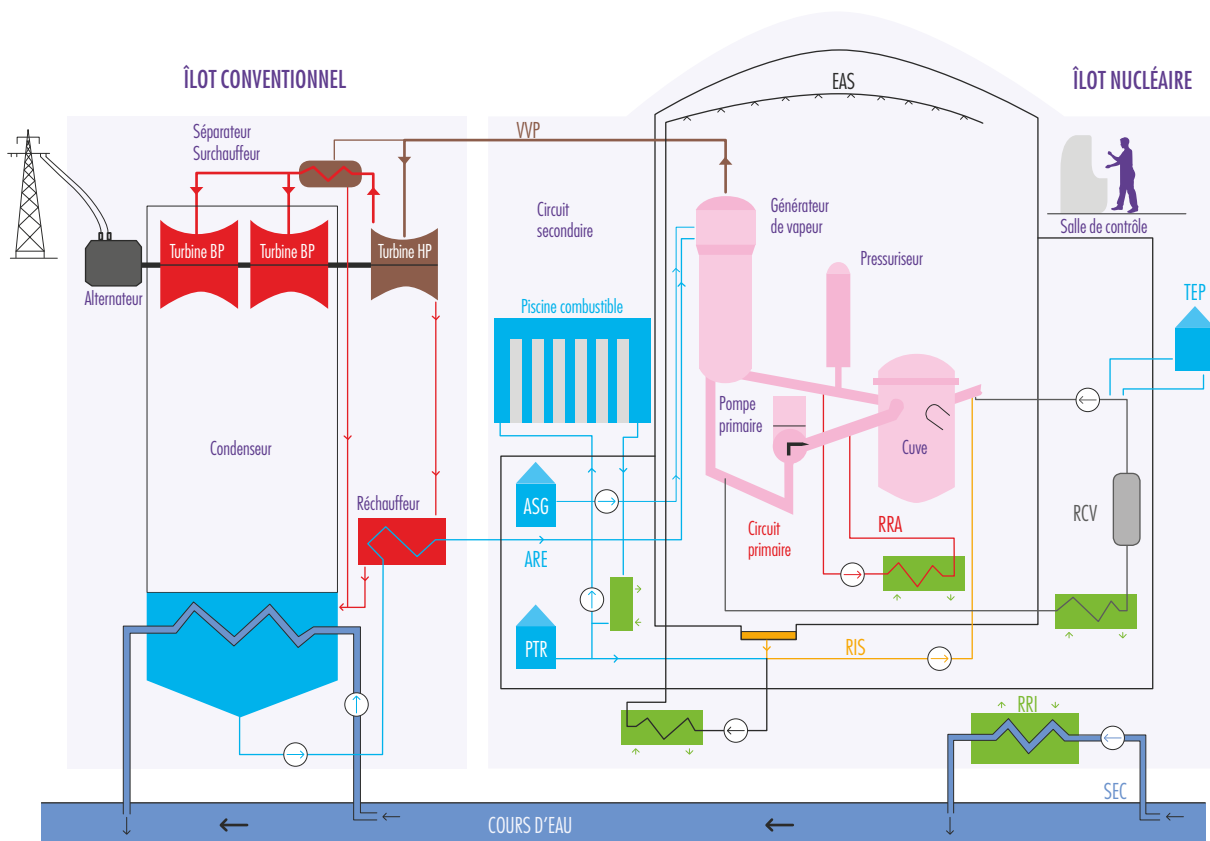 ÎLOT CONVENTIONNEL
ÎLOT NUCLÉAIRE
EAS
Séparateur
Surchauffeur
VVP
Circuit
secondaire
Générateur
de vapeur
Salle de contrôle
Turbine BP
Turbine BP
Turbine HP
Pressuriseur
Alternateur
TEP
Piscine combustible
Pompe
primaire
Cuve
Condenseur
Réchauffeur
ASG
RCV
Circuit
primaire
RRA
ARE
PTR
RIS
RRI
SEC
COURS D'EAU